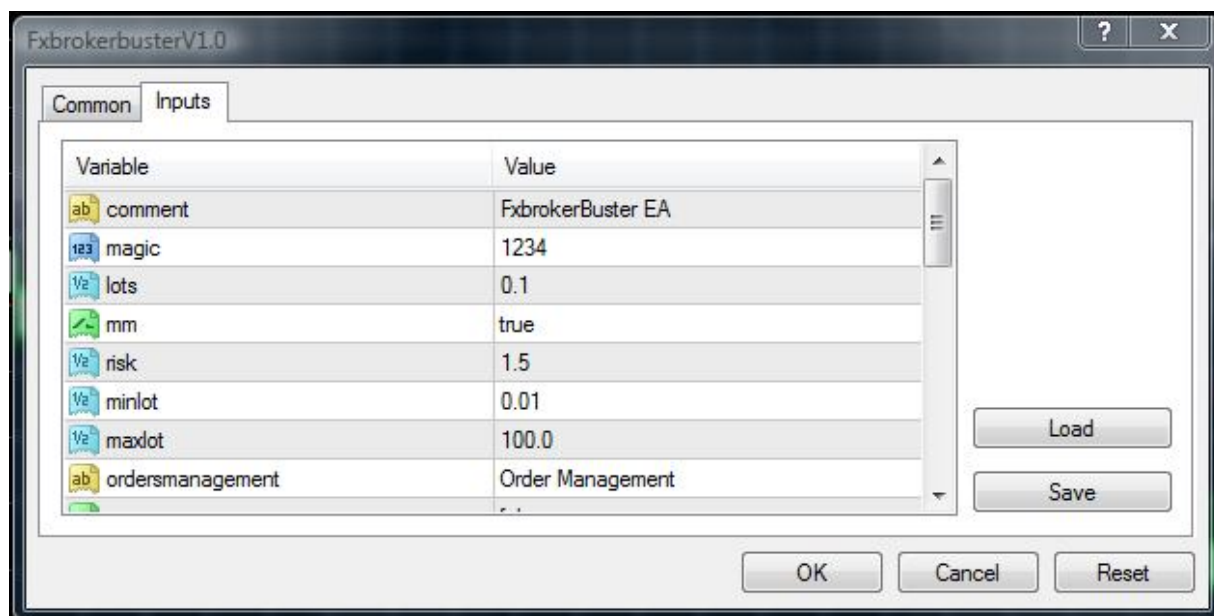 FxbrokerbusterV1.0
Common Inputs
Variable Value
ab comment FxbrokerBuster EA
123 magic 1234
1/2 lots 0.1
mm true
1/2 risk 1.5
1/2 minlot 0.01
1/2 maxlot 100.0
ab ordersmanagement Order Management
Load
Save
OK Cancel Reset